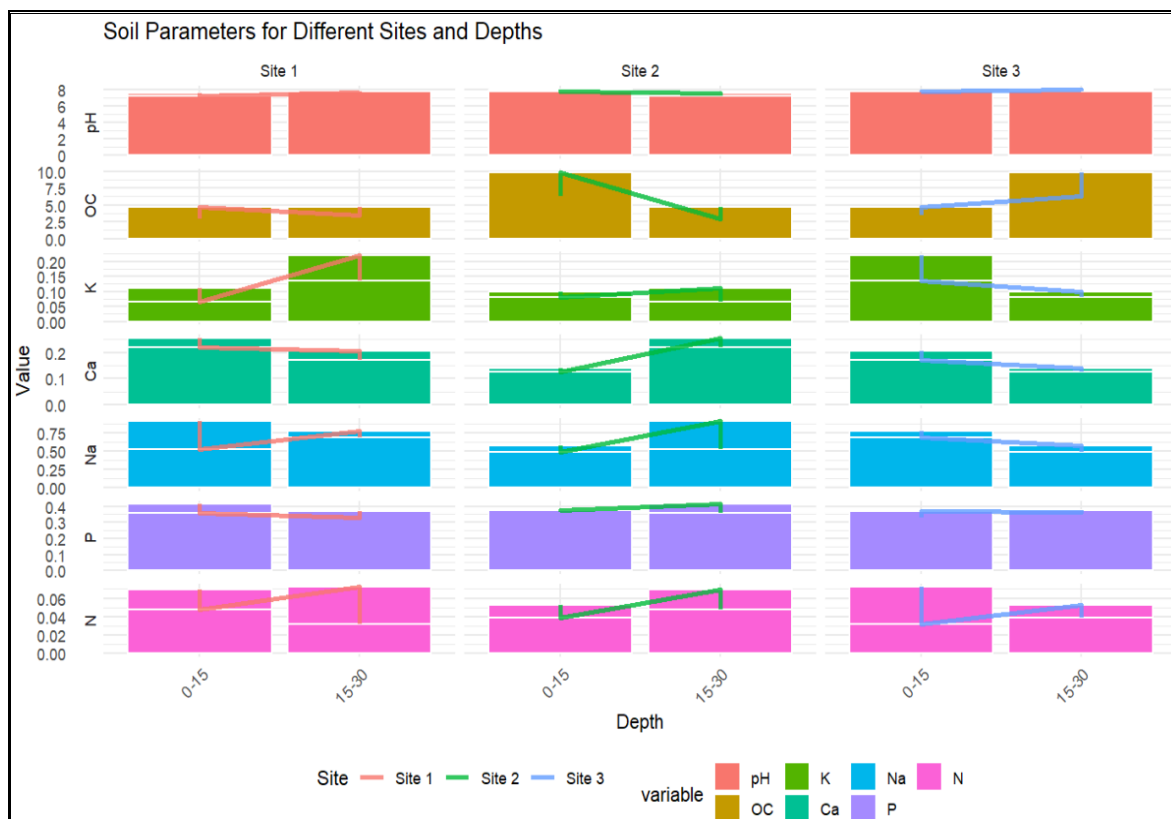 Soil Parameters for Different Sites and Depths
Site 1 Site 2 Site 3
pH
8
6
4
2
0
OC
10.0
7.5
5.0
2.5
0.0
K
0.20
0.15
0.10
0.05
0.00
Ca
0.2
0.1
0.0
Na
0.75
0.50
0.25
0.00
P
0.4
0.3
0.2
0.1
0.0
N
0.06
0.04
0.02
0.00
Value
0-15 15-30 0-15 15-30 0-15 15-30
Depth
Site Site 1 Site 2 Site 3
variable pH K Na N
OC Ca P